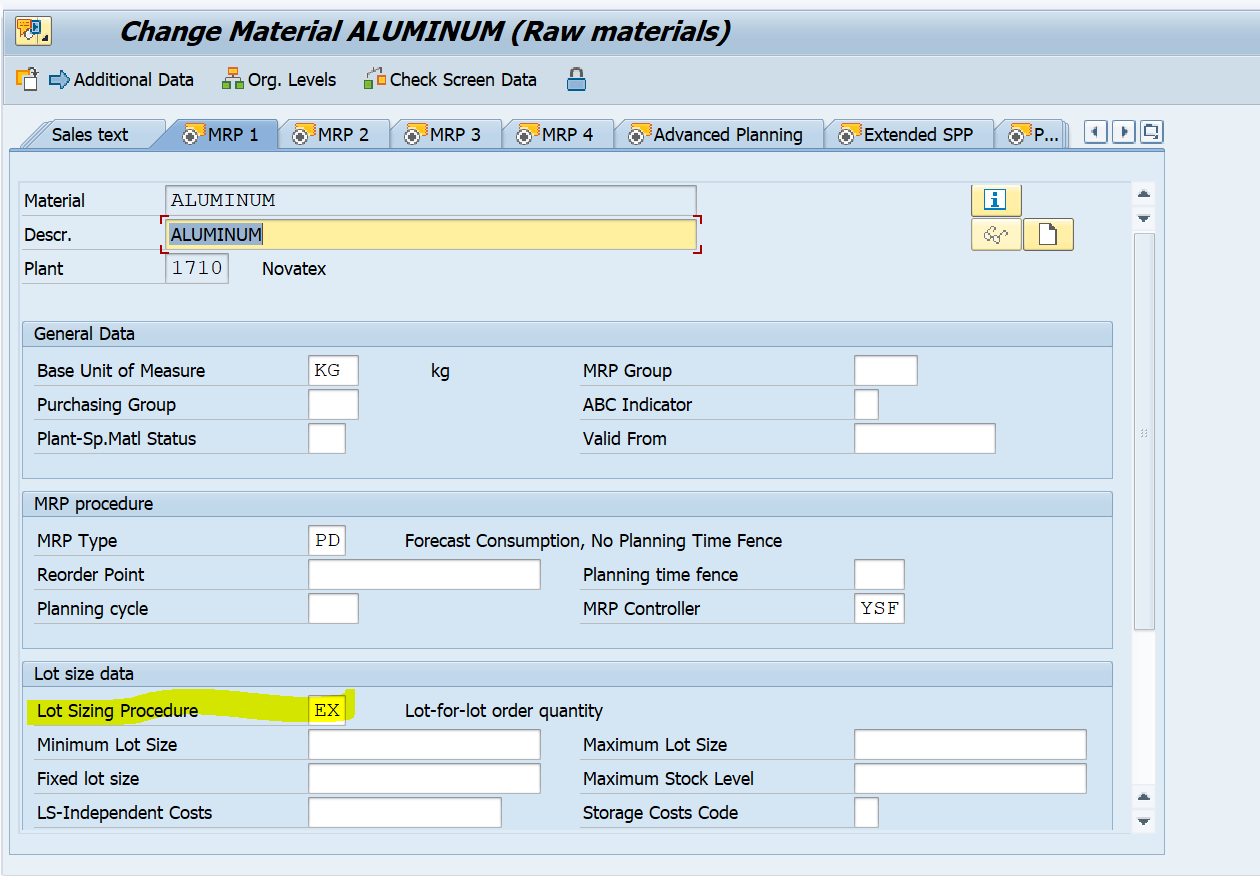 Change Material ALUMINUM (Raw materials)
Additional Data Org. Levels Check Screen Data
Sales text MRP 1 MRP 2 MRP 3 MRP 4 Advanced Planning Extended SPP P...
Material ALUMINUM
Descr. ALUMINUM
Plant 1710 Novatex
General Data
Base Unit of Measure KG kg MRP Group
Purchasing Group ABC Indicator
Plant-Sp.Matl Status Valid From
MRP procedure
MRP Type PD Forecast Consumption, No Planning Time Fence
Reorder Point Planning time fence
Planning cycle MRP Controller YSF
Lot size data
Lot Sizing Procedure EX Lot-for-lot order quantity
Minimum Lot Size Maximum Lot Size
Fixed lot size Maximum Stock Level
LS-Independent Costs Storage Costs Code